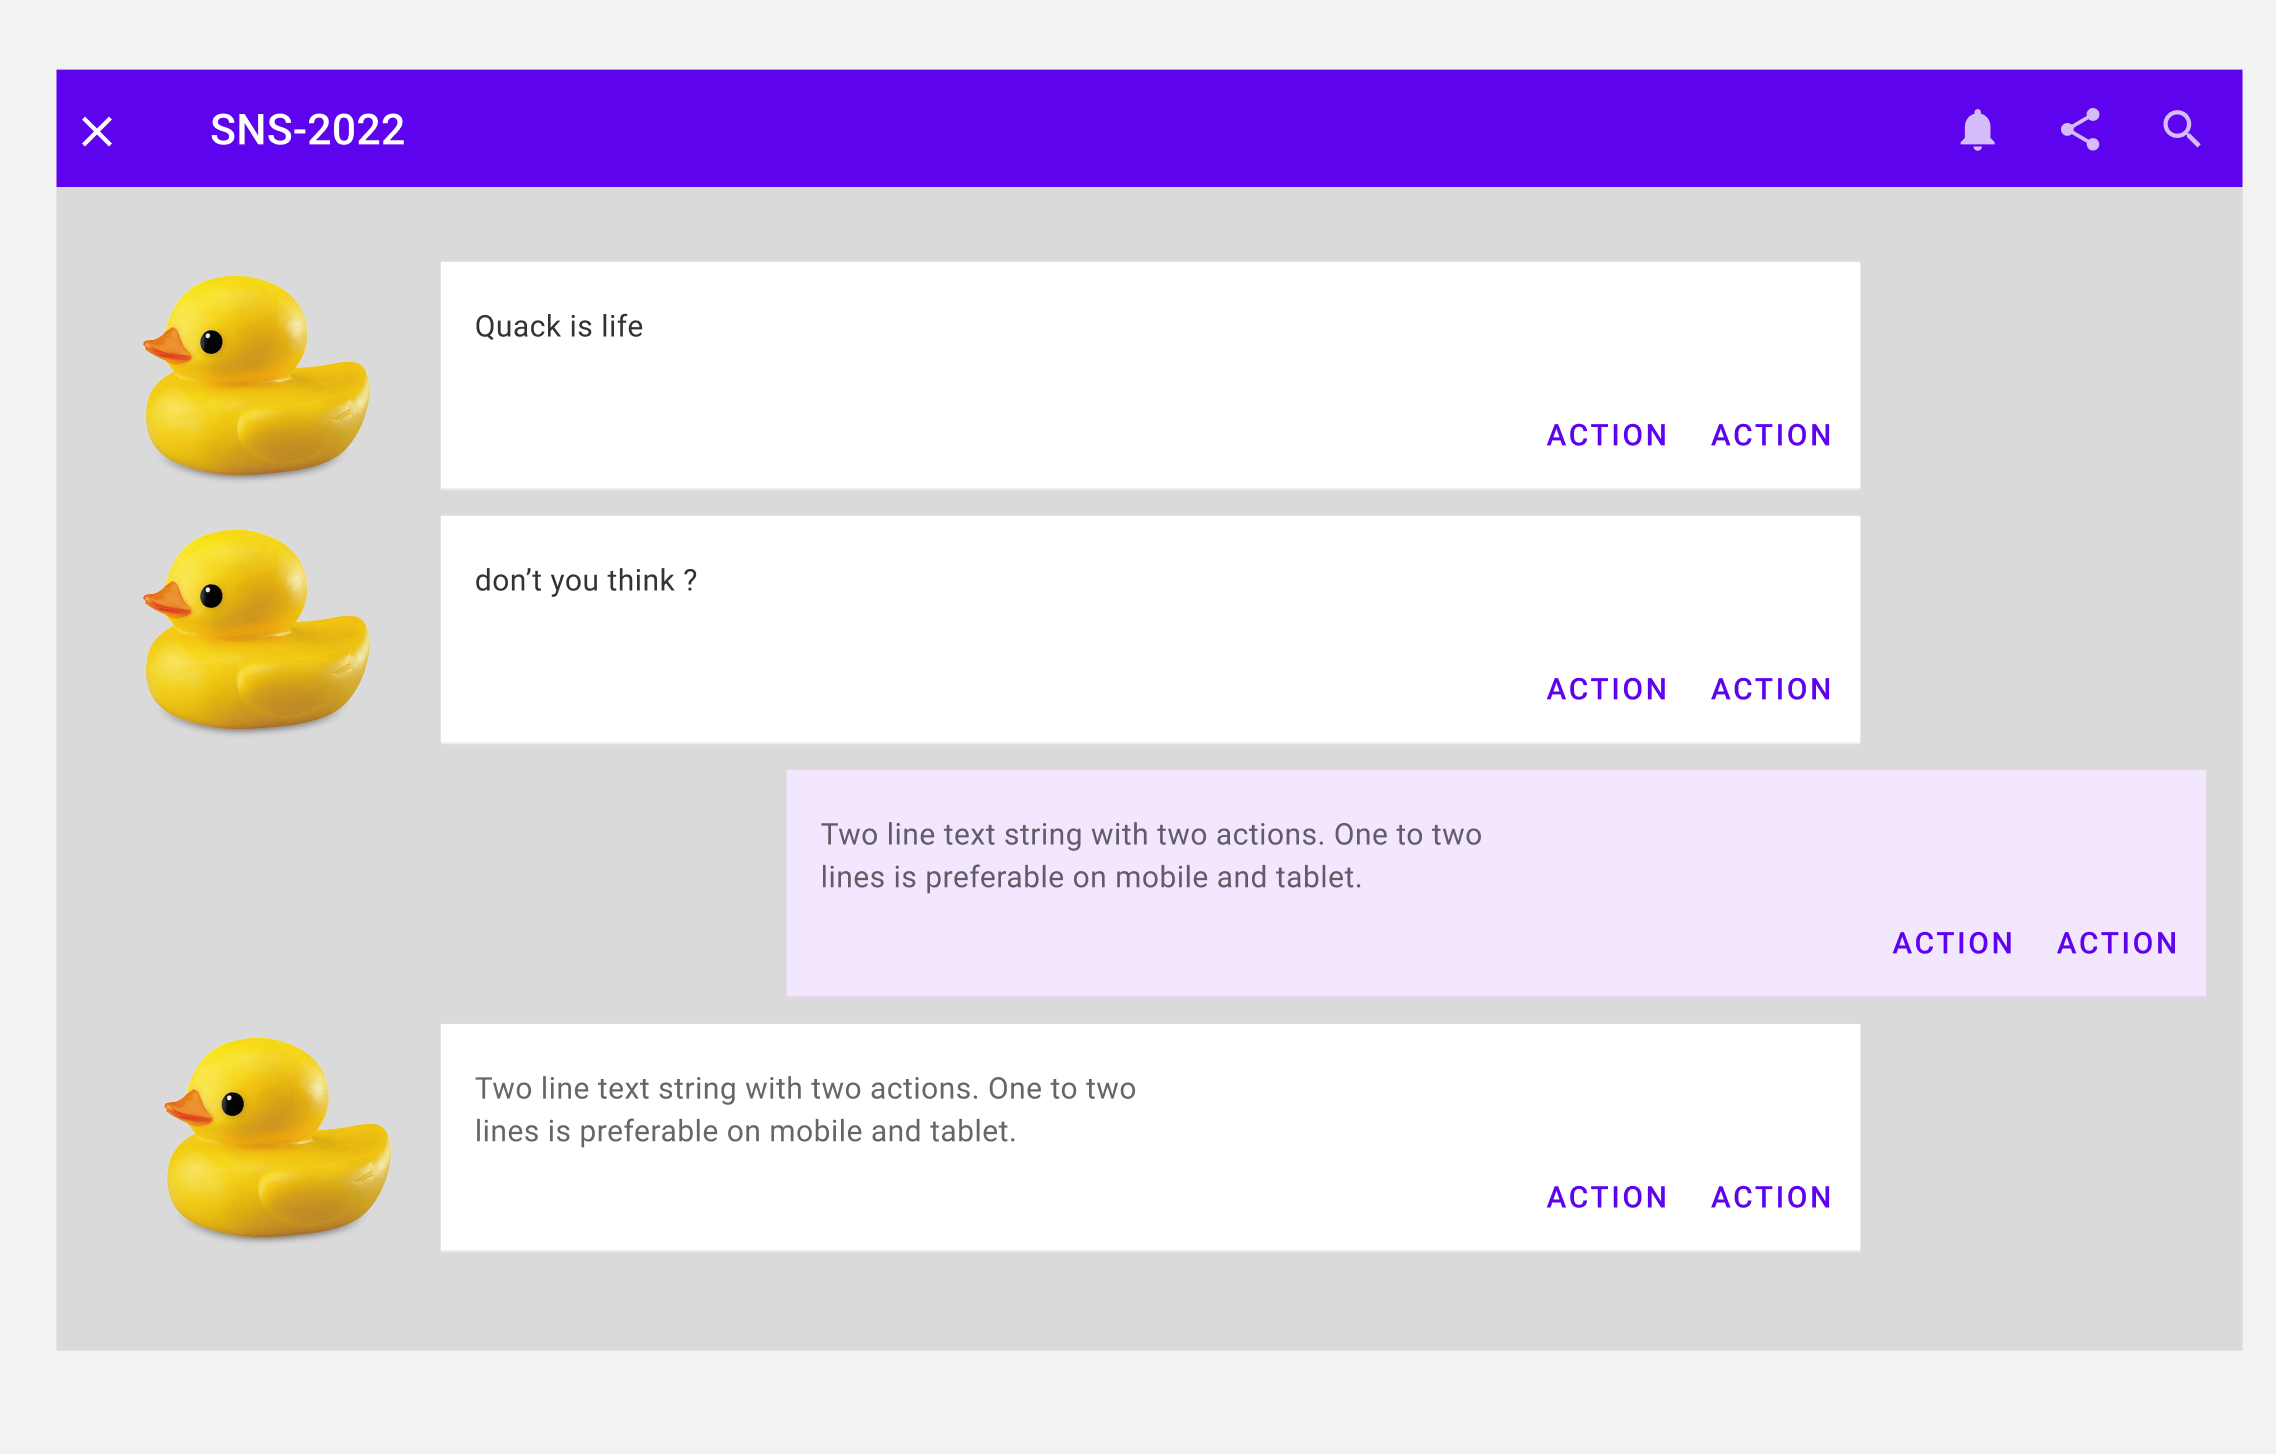 SNS-2022
Quack is life
ACTION ACTION
don’t you think ?
ACTION ACTION
Two line text string with two actions. One to two
lines is preferable on mobile and tablet.
ACTION ACTION
Two line text string with two actions. One to two
lines is preferable on mobile and tablet.
ACTION ACTION